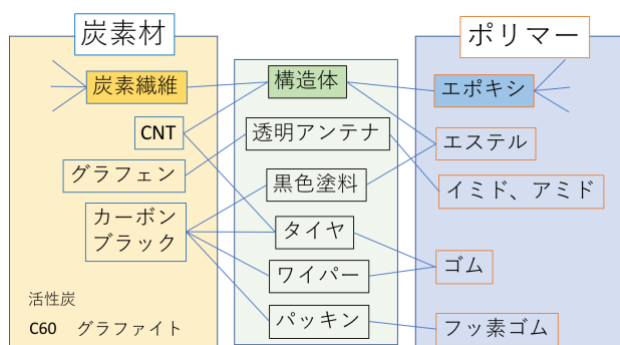 炭素材
炭素繊維
CNT
グラフェン
カーボン
ブラック
活性炭
C60 グラファイト
構造体
透明アンテナ
黒色塗料
タイヤ
ワイパー
パッキン
ポリマー
エポキシ
エステル
イミド、アミド
ゴム
フッ素ゴム